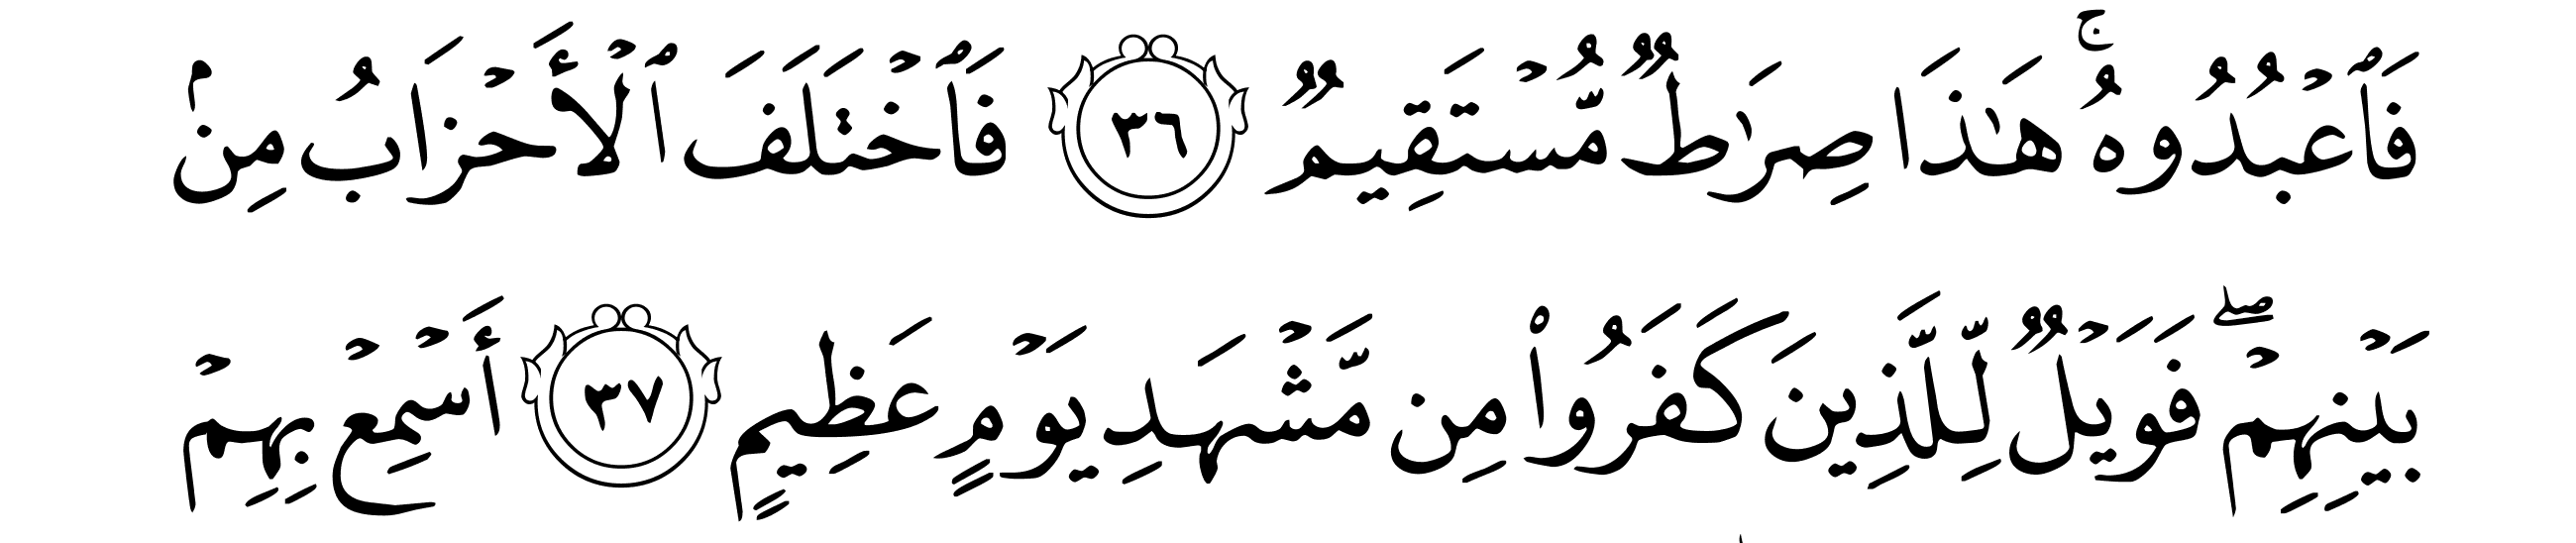 فَٱعۡبُدُوهُۚ هَٰذَا صِرَٰطٞ مُّسۡتَقِيمٞ ٣٦ فَٱخۡتَلَفَ ٱلۡأَحۡزَابُ مِنۢ
بَيۡنِهِمۡۖ فَوَيۡلٞ لِّلَّذِينَ كَفَرُواْ مِن مَّشۡهَدِ يَوۡمٍ عَظِيمٍ ٣٧ أَسۡمِعۡ بِهِمۡ